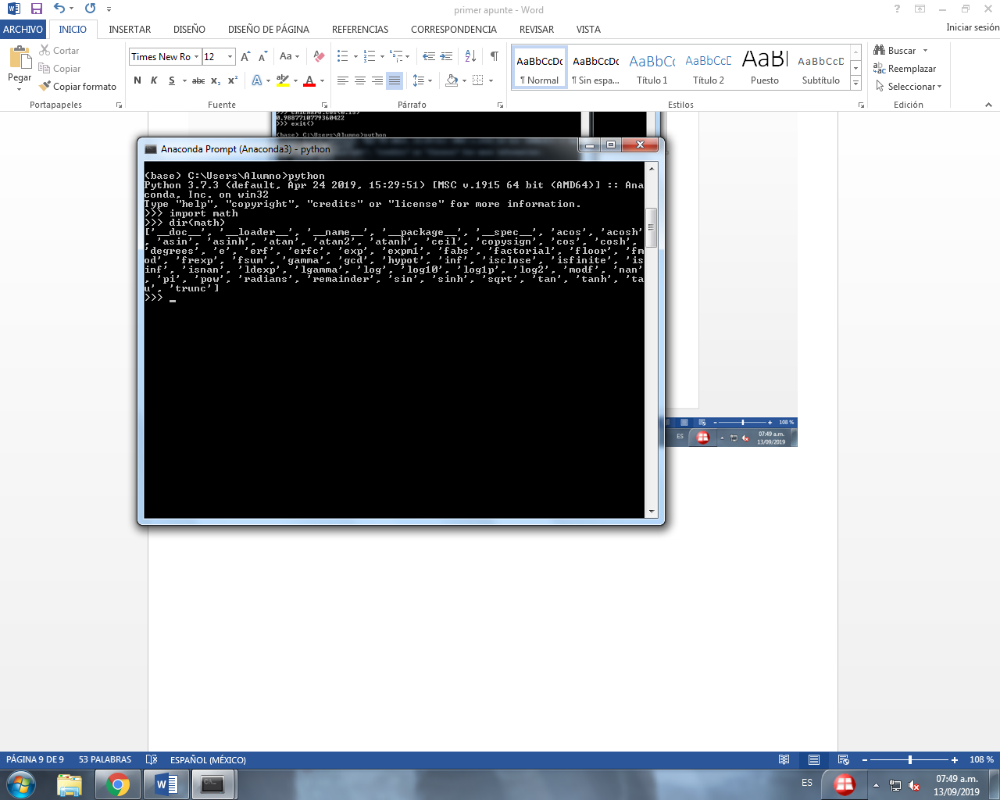 primer apunte - Word
Iniciar sesión
ARCHIVO INICIO INSERTAR DISEÑO DISEÑO DE PÁGINA REFERENCIAS CORRESPONDENCIA REVISAR VISTA
Pegar
Cortar
Copiar
Copiar formato
Portapapeles
Times New Ro 12
N K S abc x₂ x²
Fuente
Párrafo
AaBbCcDc AaBbCcDc AaBbC AaBbCcD AaB AaBbCcD
¶ Normal ¶ Sin espa... Título 1 Título 2 Puesto Subtítulo
Estilos
Buscar
Reemplazar
Seleccionar
Edición
0.9887710779360422
>>> exit()
(base) C:\Users\Alumno>python
Anaconda Prompt (Anaconda3) - python
(base) C:\Users\Alumno>python
Python 3.7.3 (default, Apr 24 2019, 15:29:51) [MSC v.1915 64 bit (AMD64)] :: Ana
conda, Inc. on win32
Type "help", "copyright", "credits" or "license" for more information.
>>> import math
>>> dir(math)
['__doc__', '__loader__', '__name__', '__package__', '__spec__', 'acos', 'acosh'
, 'asin', 'asinh', 'atan', 'atan2', 'atanh', 'ceil', 'copysign', 'cos', 'cosh',
'degrees', 'e', 'erf', 'erfc', 'exp', 'expm1', 'fabs', 'factorial', 'floor', 'fm
od', 'frexp', 'fsum', 'gamma', 'gcd', 'hypot', 'inf', 'isclose', 'isfinite', 'is
inf', 'isnan', 'ldexp', 'lgamma', 'log', 'log10', 'log1p', 'log2', 'modf', 'nan'
, 'pi', 'pow', 'radians', 'remainder', 'sin', 'sinh', 'sqrt', 'tan', 'tanh', 'ta
u', 'trunc']
>>> _
108 %
ES 07:49 a.m.
13/09/2019
PÁGINA 9 DE 9 53 PALABRAS ESPAÑOL (MÉXICO) 108 %
ES 07:49 a.m.
13/09/2019